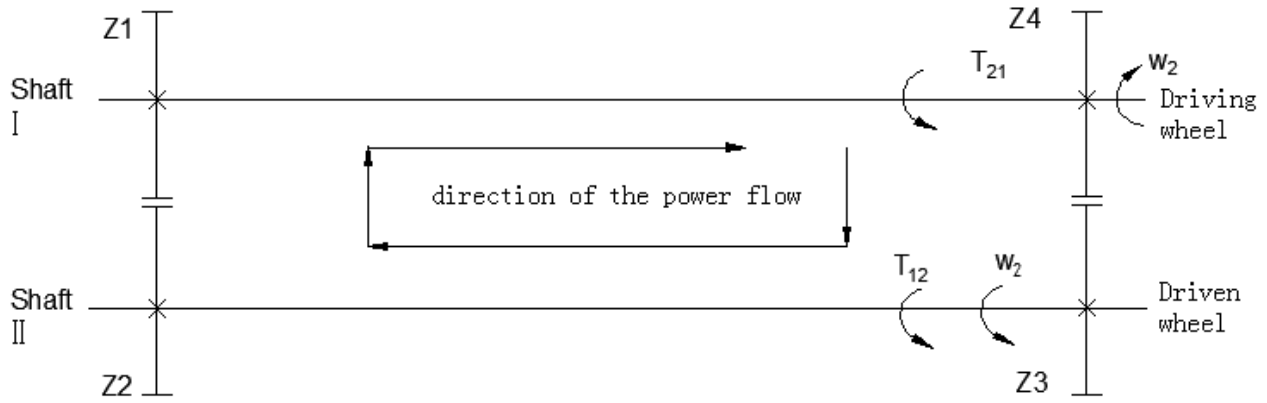 Z1
Z4
Shaft
Ⅰ
T21
w2
Driving
wheel
direction of the power flow
Shaft
Ⅱ
T12
w2
Driven
wheel
Z2
Z3